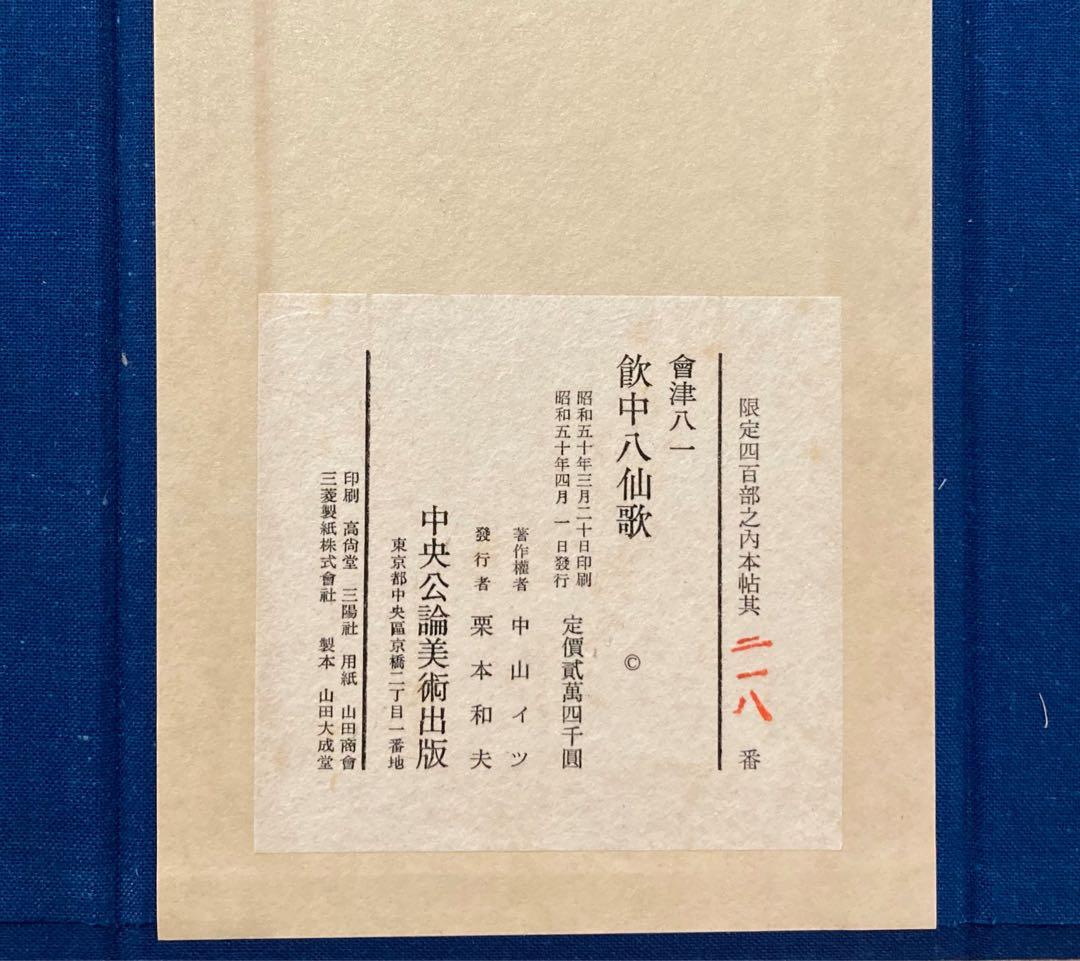 限定四百部之内本帖其 二一八 番
會津八一
飮中八仙歌 ©
昭和五十年三月二十日印刷
昭和五十年四月 一 日發行
定價貳萬四千圓
著作權者 中山イツ
發行者 栗本和夫
中央公論美術出版
東京都中央區京橋二丁目一番地
印刷 高尙堂 三陽社 用紙 山田商會
三菱製紙株式會社 製本 山田大成堂